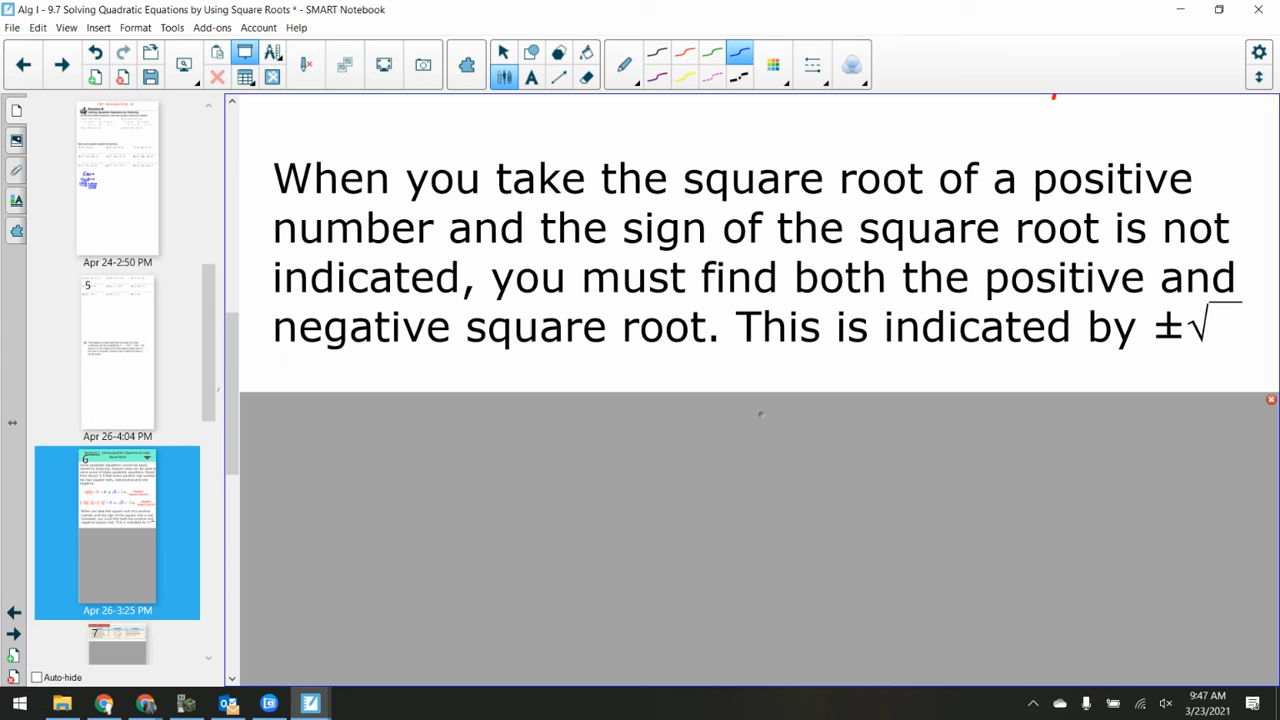 Alg I - 9.7 Solving Quadratic Equations by Using Square Roots * - SMART Notebook
File Edit View Insert Format Tools Add-ons Account Help
When you take the square root of a positive
number and the sign of the square root is not
indicated, you must find both the positive and
negative square root. This is indicated by ±√
4
Apr 24-2:50 PM
5
Apr 26-4:04 PM
6
Apr 26-3:25 PM
7
Auto-hide
9:47 AM
3/23/2021